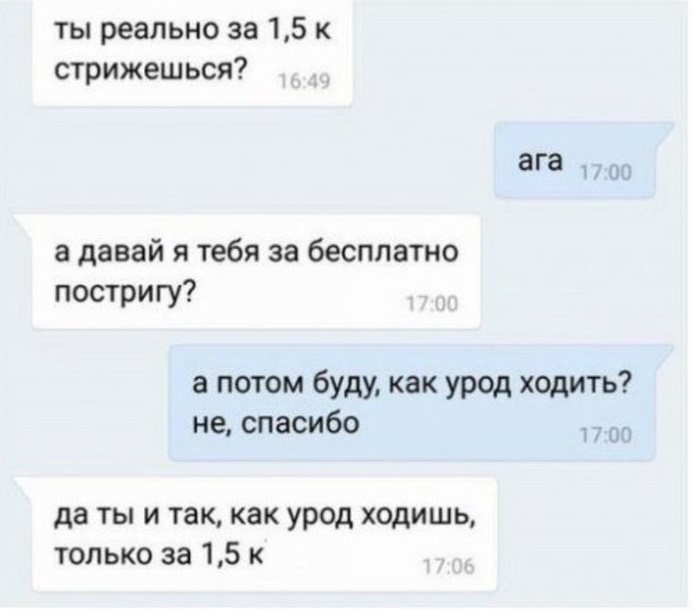 ты реально за 1,5 к
стрижешься? 16:49
ага 17:00
а давай я тебя за бесплатно
постригу? 17:00
а потом буду, как урод ходить?
не, спасибо 17:00
да ты и так, как урод ходишь,
только за 1,5 к 17:06